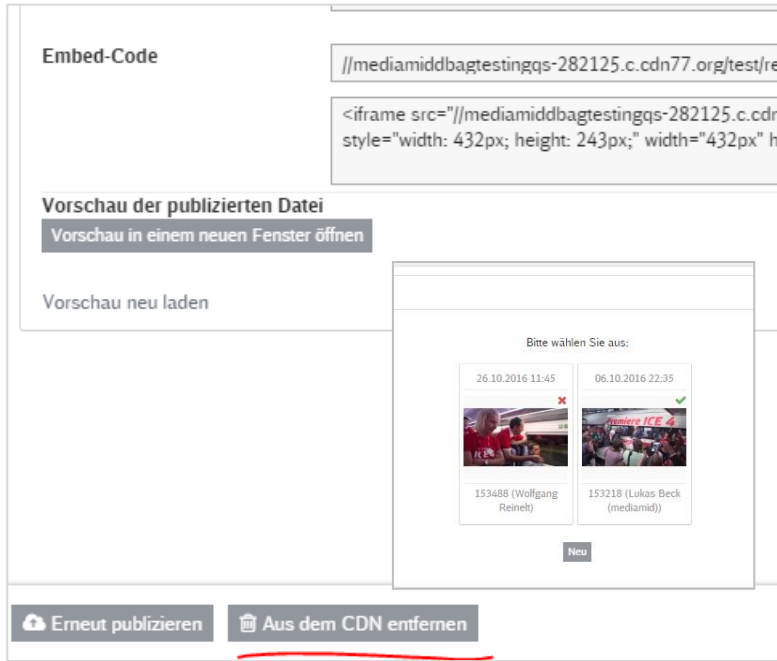 Embed-Code
//mediamiddbagtestingqs-282125.c.cdn77.org/test/re
<iframe src="//mediamiddbagtestingqs-282125.c.cdn
style="width: 432px; height: 243px;" width="432px" h
Vorschau der publizierten Datei
Vorschau in einem neuen Fenster öffnen
Vorschau neu laden
Bitte wählen Sie aus:
26.10.2016 11:45
06.10.2016 22:35
Premiere ICE 4
153488 (Wolfgang
Reinelt)
153218 (Lukas Beck
(mediamid))
Neu
Erneut publizieren
Aus dem CDN entfernen